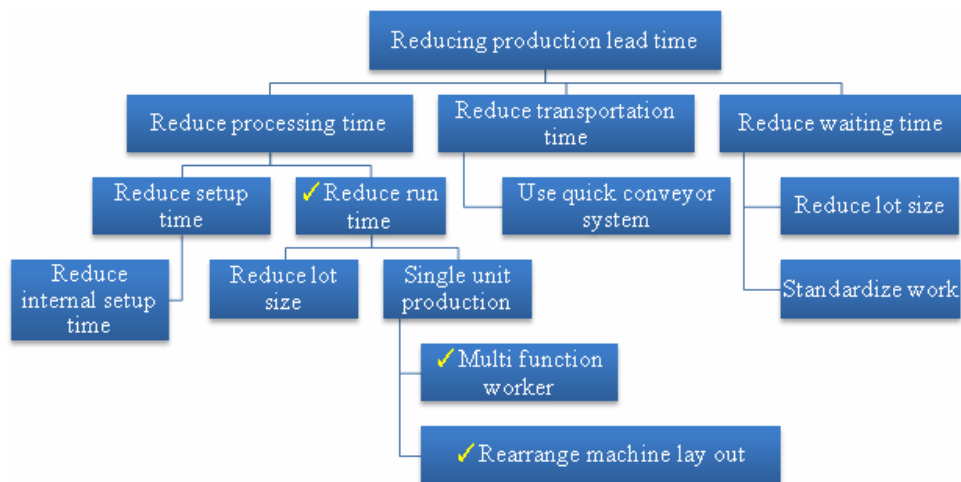 Reducing production lead time
Reduce processing time
Reduce transportation
time
Reduce waiting time
Reduce setup
time
✓Reduce run
time
Use quick conveyor
system
Reduce lot size
Reduce
internal setup
time
Reduce lot
size
Single unit
production
Standardize work
✓Multi function
worker
✓Rearrange machine lay out